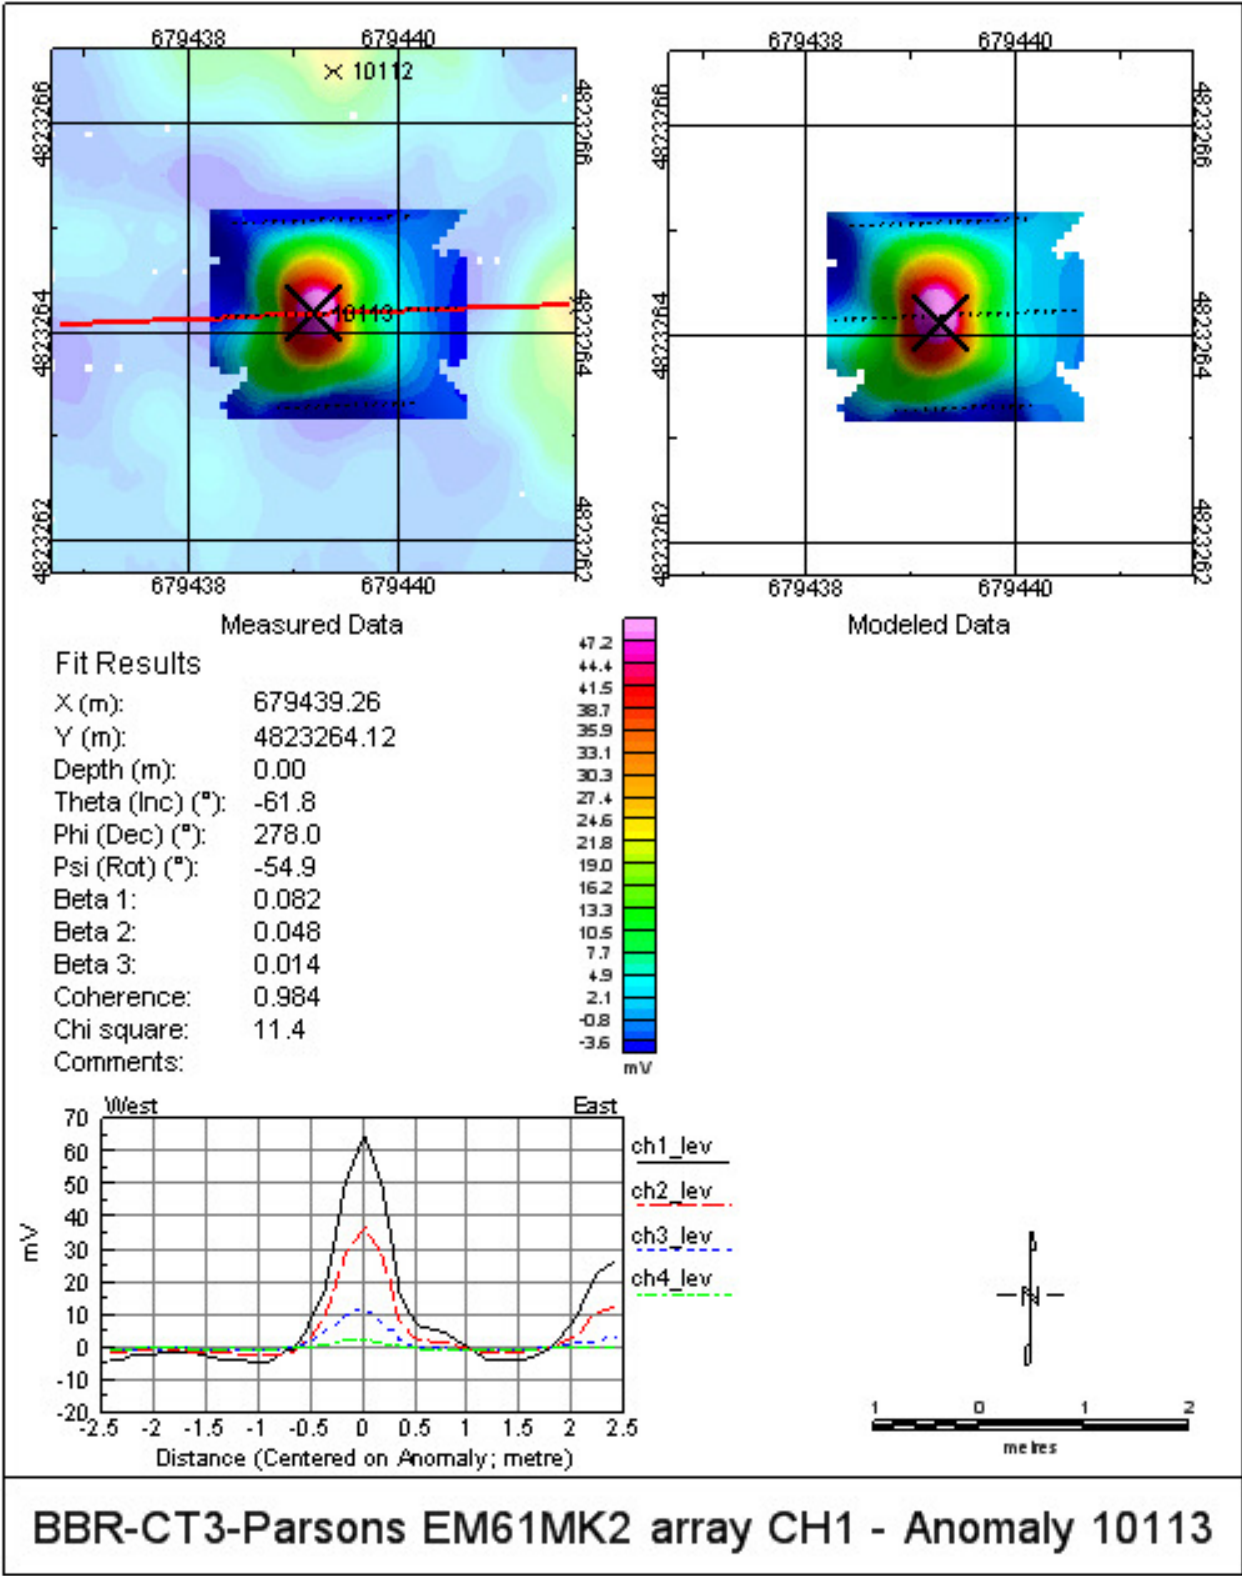 679438 679440
679438 679440
4823266
4823266
4823266
4823266
10112
10113
4823264
4823264
4823264
4823264
4823262
4823262
4823262
4823262
679438 679440
679438 679440
Measured Data
Modeled Data
Fit Results
X (m): 679439.26
Y (m): 4823264.12
Depth (m): 0.00
Theta (Inc) (°): -61.8
Phi (Dec) (°): 278.0
Psi (Rot) (°): -54.9
Beta 1: 0.082
Beta 2: 0.048
Beta 3: 0.014
Coherence: 0.984
Chi square: 11.4
Comments:
47.2
44.4
41.5
38.7
35.9
33.1
30.3
27.4
24.6
21.8
19.0
16.2
13.3
10.5
7.7
4.9
2.1
-0.8
-3.6
mV
West East
70
60
50
40
30
20
10
0
-10
-20
mV
-2.5 -2 -1.5 -1 -0.5 0 0.5 1 1.5 2 2.5
Distance (Centered on Anomaly; metre)
ch1_lev
ch2_lev
ch3_lev
ch4_lev
N
1 0 1 2
metres
BBR-CT3-Parsons EM61MK2 array CH1 - Anomaly 10113